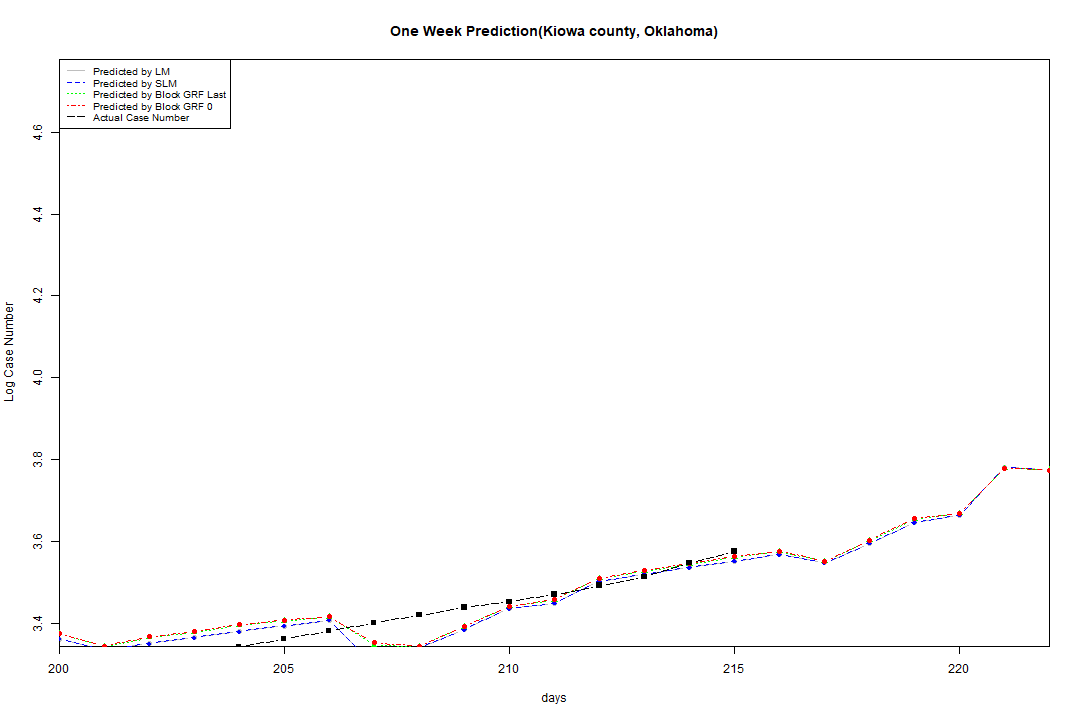 One Week Prediction(Kiowa county, Oklahoma)
Predicted by LM
Predicted by SLM
Predicted by Block GRF Last
Predicted by Block GRF 0
Actual Case Number
4.6
4.4
4.2
4.0
3.8
3.6
3.4
Log Case Number
200 205 210 215 220
days